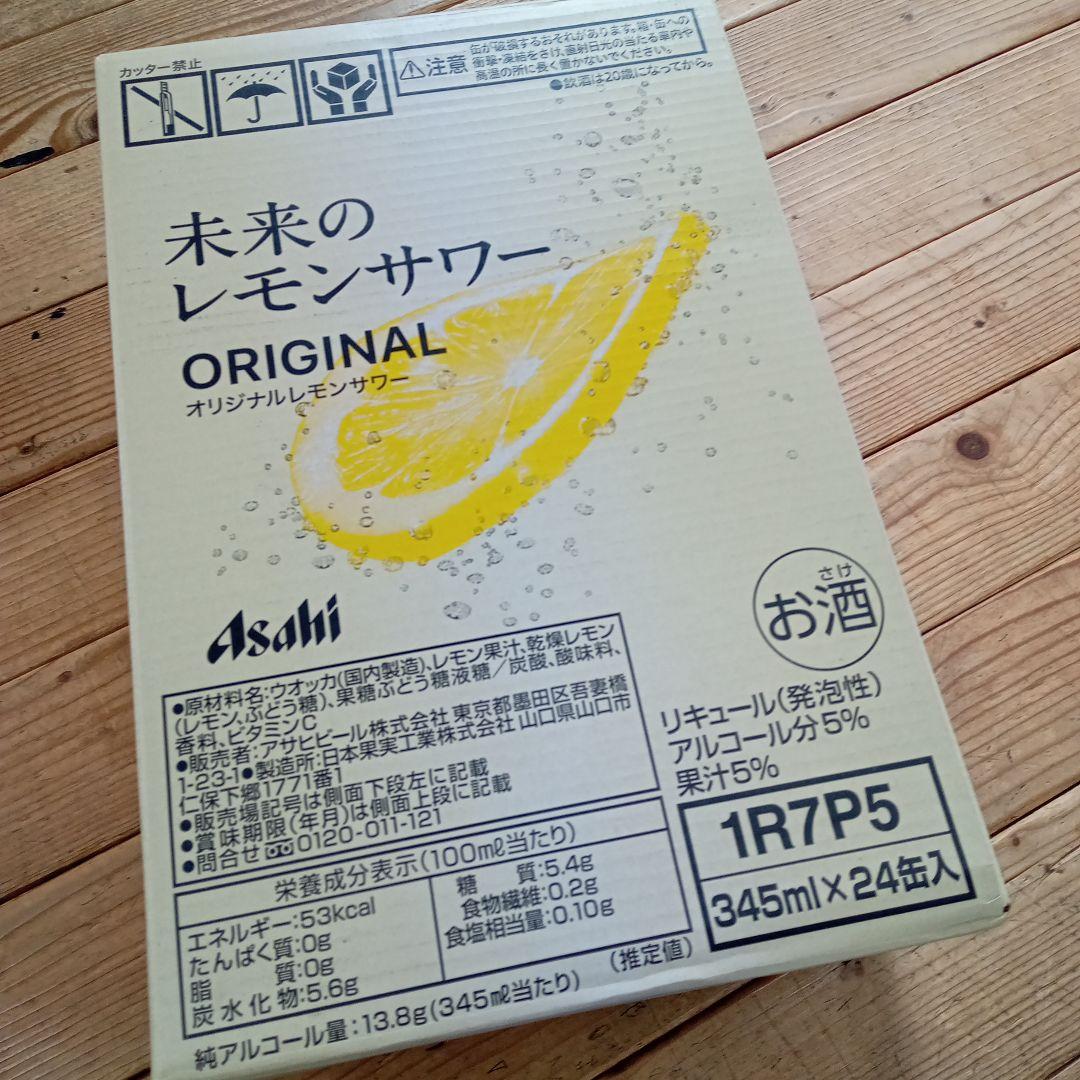 カッター禁止
注意
缶が破損するおそれがあります。箱・缶への
衝撃・凍結をさけ、直射日光の当たる車内や
高温の所に長く置かないでください。
●飲酒は20歳になってから。
未来の
レモンサワー
ORIGINAL
オリジナルレモンサワー
Asahi
さけ
お酒
●原材料名:ウオッカ(国内製造)、レモン果汁、乾燥レモン
(レモン、ぶどう糖)、果糖ぶどう糖液糖/炭酸、酸味料、
香料、ビタミンC
●販売者:アサヒビール株式会社 東京都墨田区吾妻橋
1-23-1●製造所:日本果実工業株式会社 山口県山口市
仁保下郷1771番1
●販売場記号は側面下段左に記載
●賞味期限(年月)は側面上段に記載
●問合せ 0120-011-121
リキュール(発泡性)
アルコール分5%
果汁5%
1R7P5
345ml×24缶入
栄養成分表示(100mℓ当たり)
エネルギー:53kcal
たんぱく質:0g
脂質:0g
炭水化物:5.6g
糖質:5.4g
食物繊維:0.2g
食塩相当量:0.10g
(推定値)
純アルコール量:13.8g(345mℓ当たり)